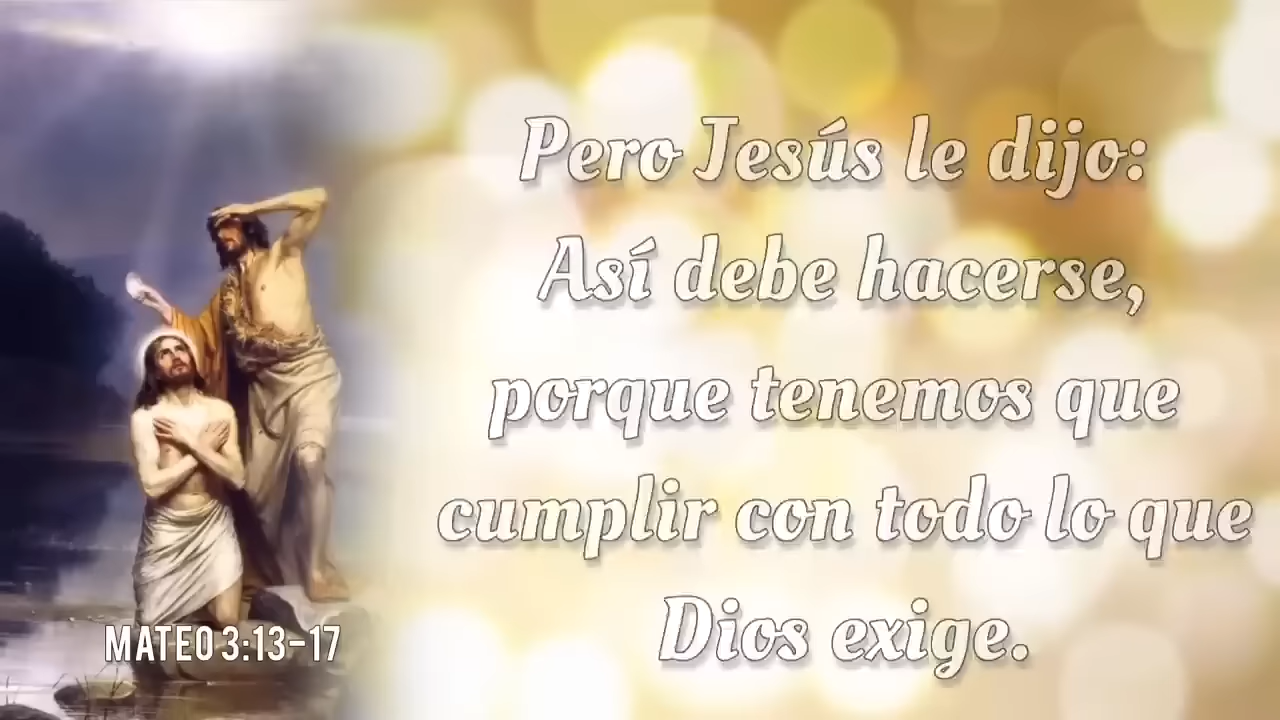 Pero Jesús le dijo:
Así debe hacerse,
porque tenemos que
cumplir con todo lo que
Dios exige.
MATEO 3:13-17